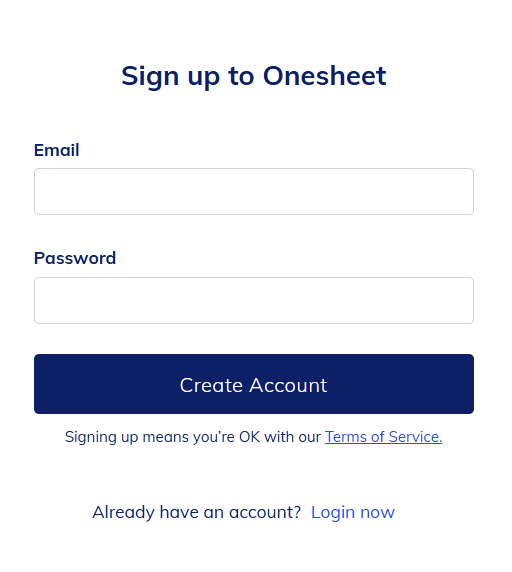 Sign up to Onesheet
Email
Password
Create Account
Signing up means you're OK with our Terms of Service.
Already have an account? Login now